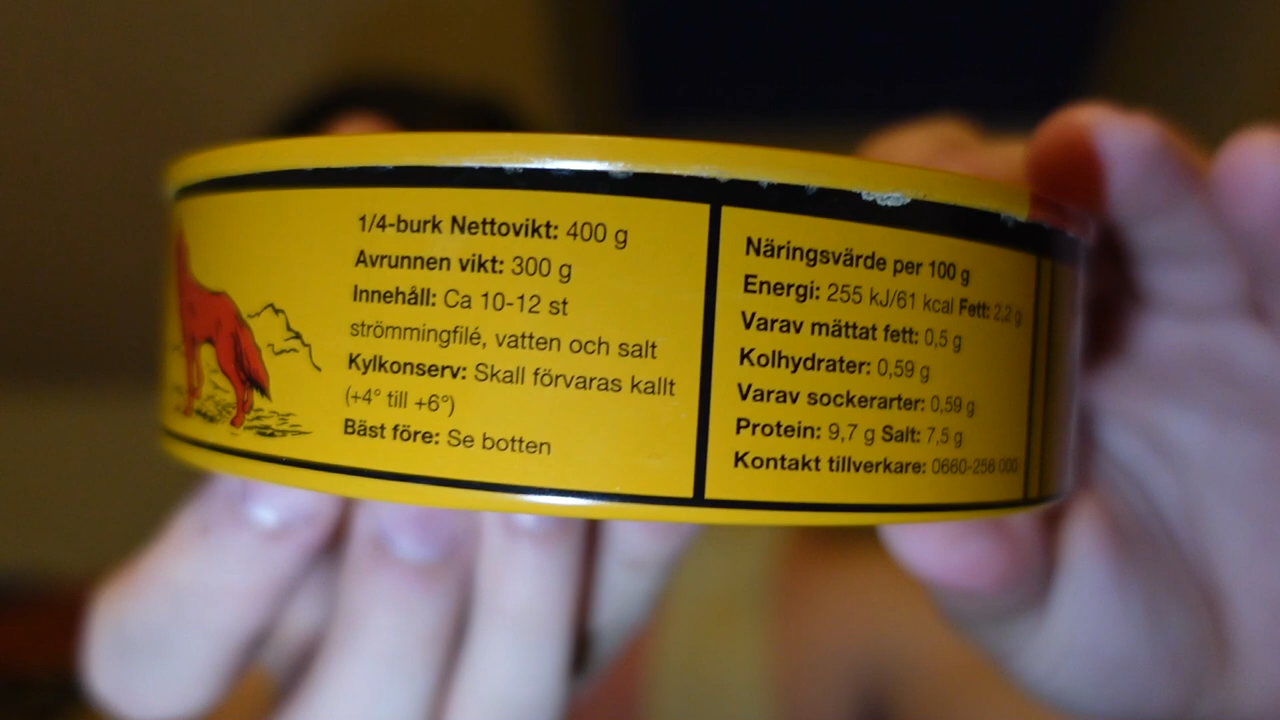 1/4-burk Nettovikt: 400 g
Avrunnen vikt: 300 g
Innehåll: Ca 10-12 st
strömmingfilé, vatten och salt
Kylkonserv: Skall förvaras kallt
(+4° till +6°)
Bäst före: Se botten
Näringsvärde per 100 g
Energi: 255 kJ/61 kcal Fett: 2,2 g
Varav mättat fett: 0,5 g
Kolhydrater: 0,59 g
Varav sockerarter: 0,59 g
Protein: 9,7 g Salt: 7,5 g
Kontakt tillverkare: 0660-256 000